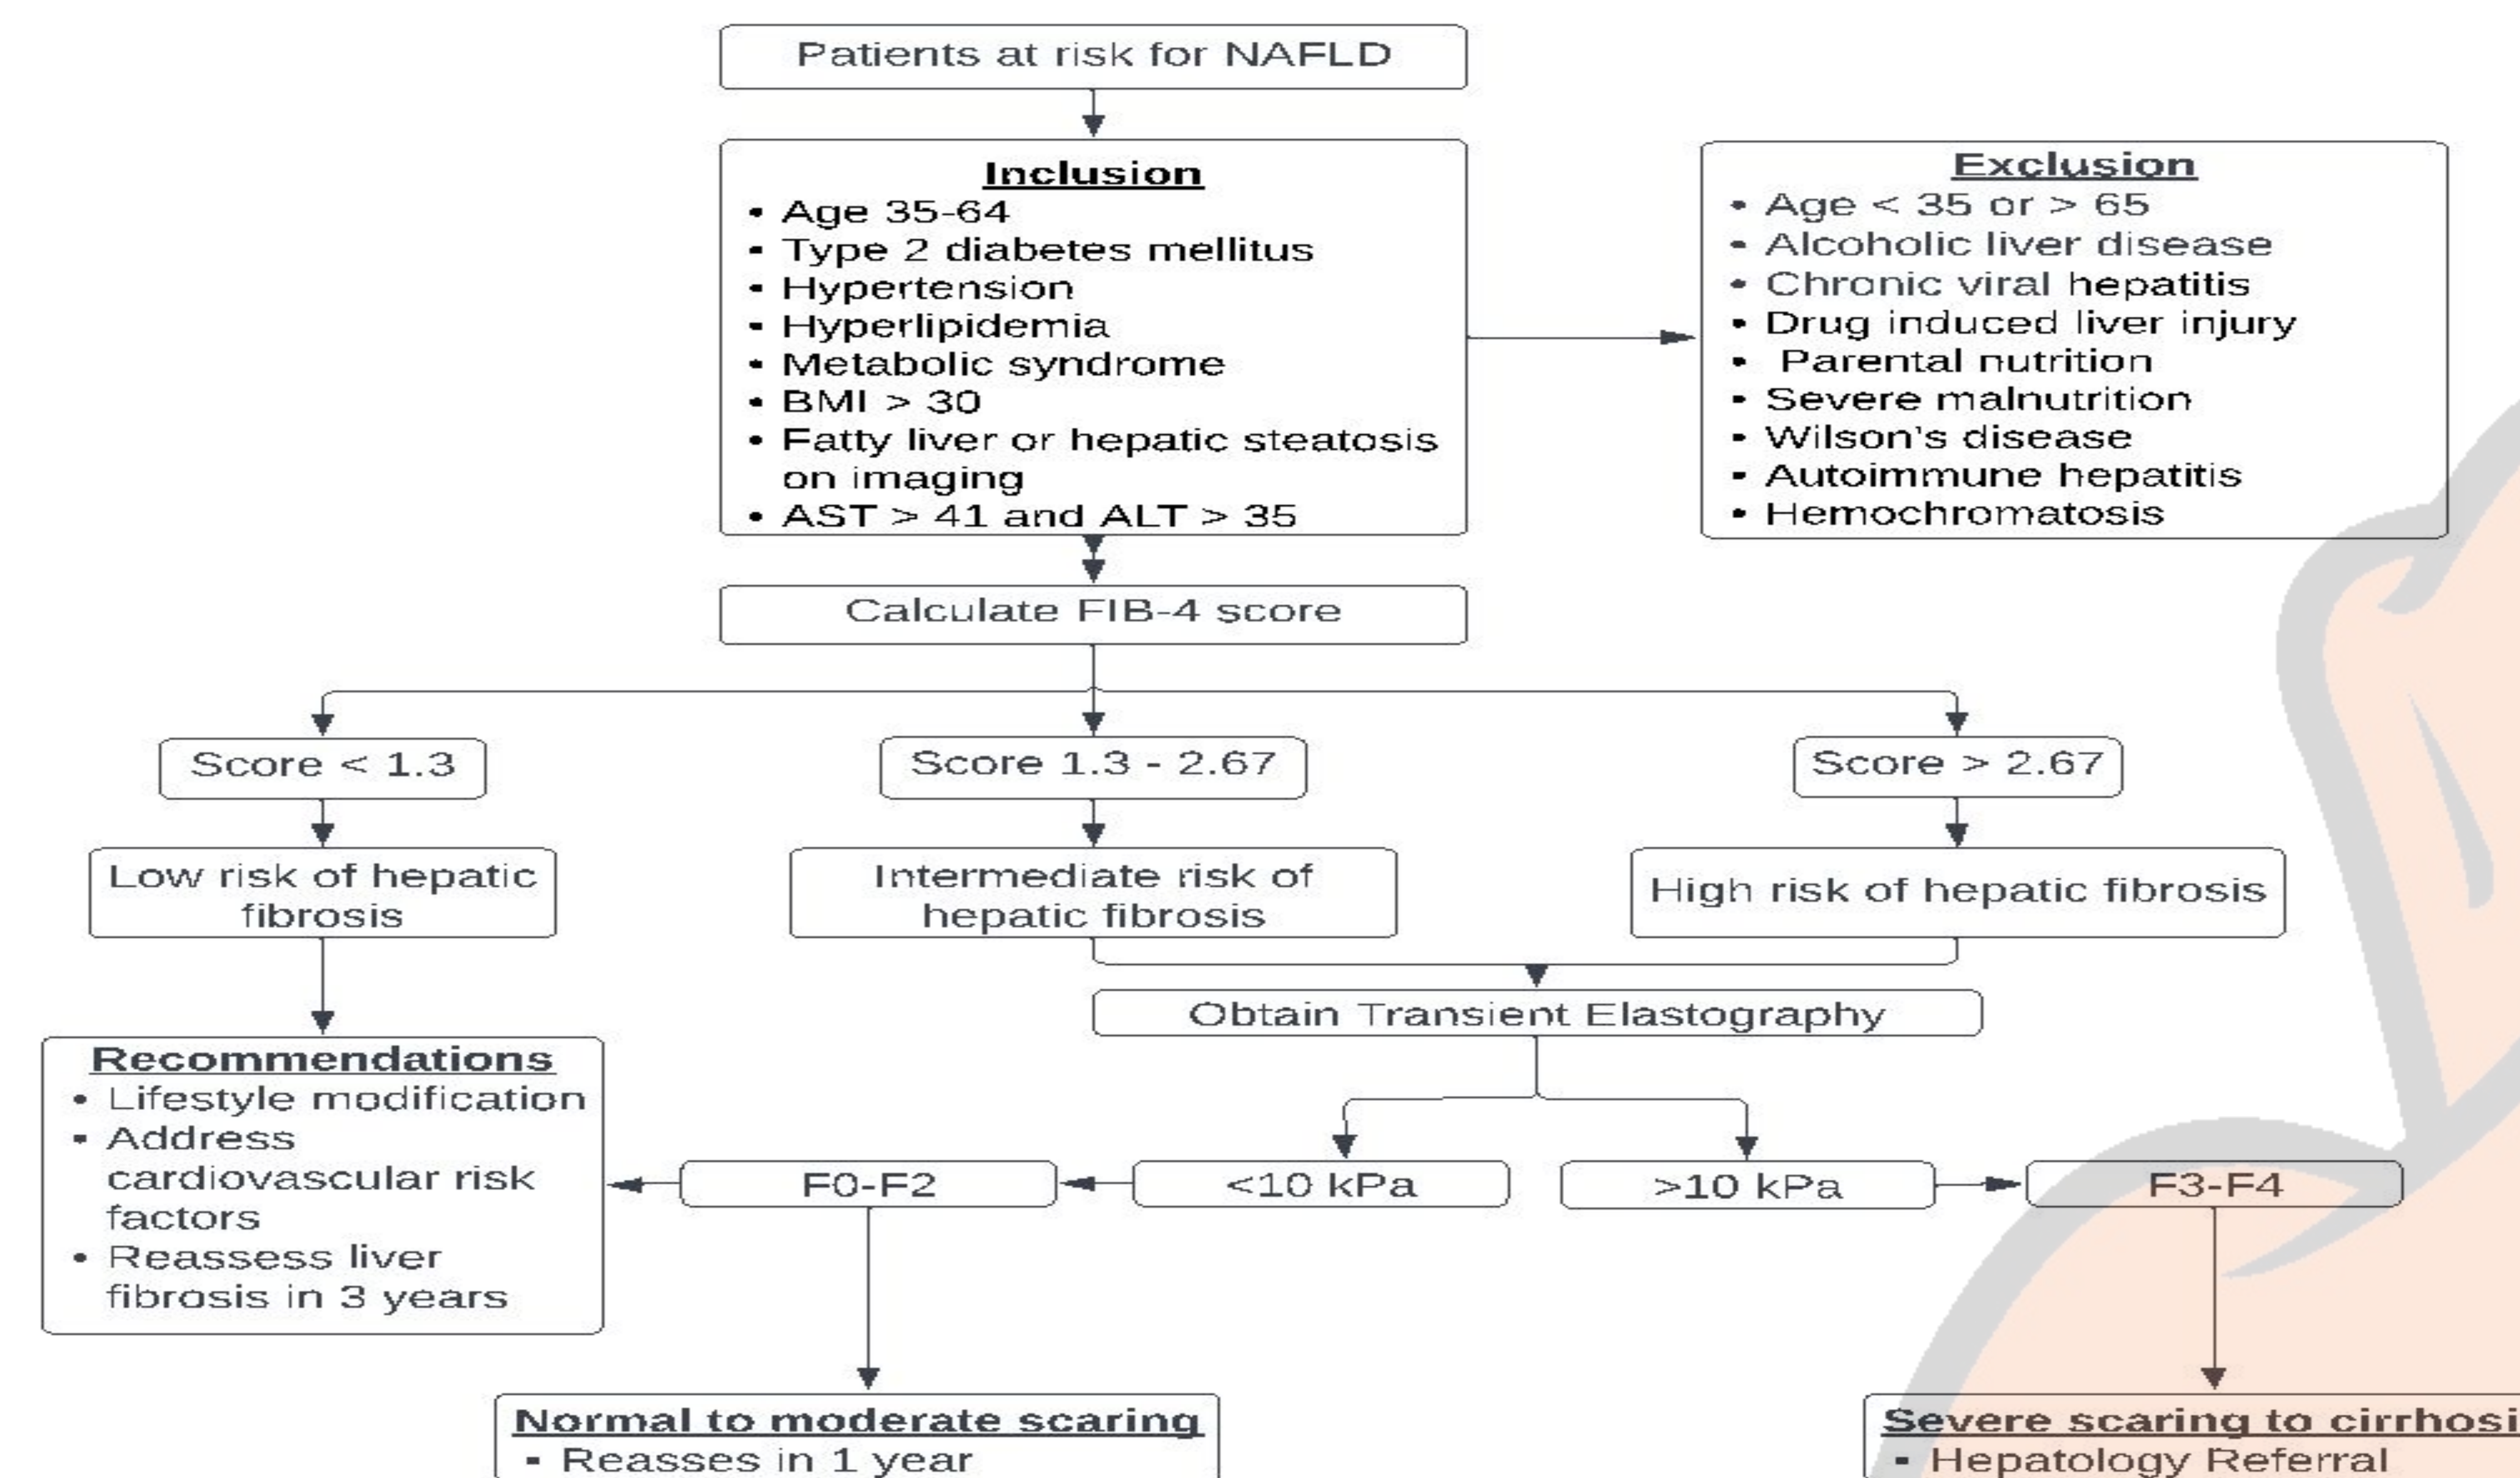 Patients at risk for NAFLD
Inclusion
• Age 35-64
• Type 2 diabetes mellitus
• Hypertension
• Hyperlipidemia
• Metabolic syndrome
• BMI > 30
• Fatty liver or hepatic steatosis
on imaging
• AST > 41 and ALT > 35
Exclusion
• Age < 35 or > 65
• Alcoholic liver disease
• Chronic viral hepatitis
• Drug induced liver injury
• Parental nutrition
• Severe malnutrition
• Wilson's disease
• Autoimmune hepatitis
• Hemochromatosis
Calculate FIB-4 score
Score < 1.3
Score 1.3 - 2.67
Score > 2.67
Low risk of hepatic
fibrosis
Intermediate risk of
hepatic fibrosis
High risk of hepatic fibrosis
Obtain Transient Elastography
Recommendations
• Lifestyle modification
• Address
cardiovascular risk
factors
• Reassess liver
fibrosis in 3 years
F0-F2
<10 kPa
>10 kPa
F3-F4
Normal to moderate scaring
• Reasses in 1 year
Severe scaring to cirrhosi
• Hepatology Referral